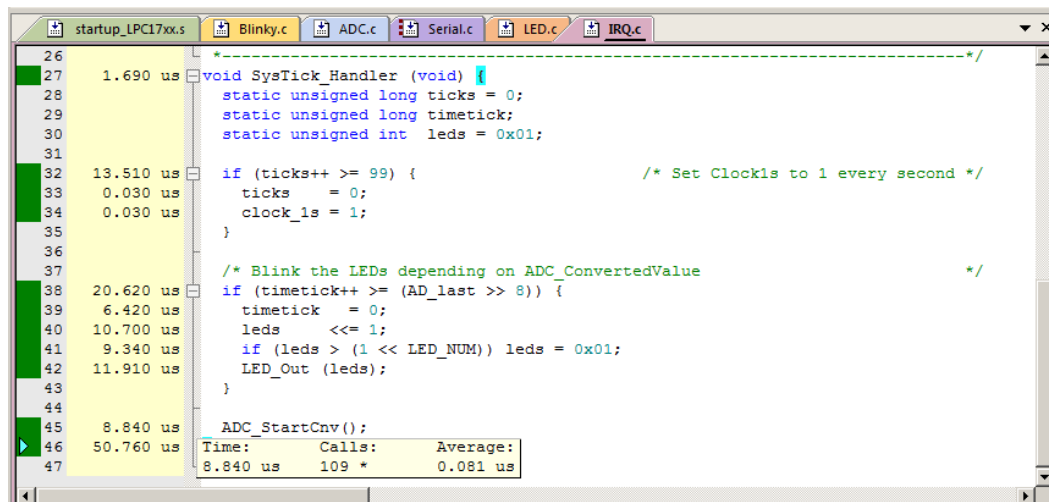 startup_LPC17xx.s Blinky.c ADC.c Serial.c LED.c IRQ.c
26 *----------------------------------------------------------------------------*/
27 1.690 us void SysTick_Handler (void) {
28 static unsigned long ticks = 0;
29 static unsigned long timetick;
30 static unsigned int  leds = 0x01;
31
32 13.510 us if (ticks++ >= 99) { /* Set Clock1s to 1 every second */
33 0.030 us ticks    = 0;
34 0.030 us clock_1s = 1;
35 }
36
37 /* Blink the LEDs depending on ADC_ConvertedValue */
38 20.620 us if (timetick++ >= (AD_last >> 8)) {
39 6.420 us timetick   = 0;
40 10.700 us leds     <<= 1;
41 9.340 us if (leds > (1 << LED_NUM)) leds = 0x01;
42 11.910 us LED_Out (leds);
43 }
44
45 8.840 us ADC_StartCnv();
46 50.760 us Time: Calls: Average:
47 8.840 us 109 * 0.081 us